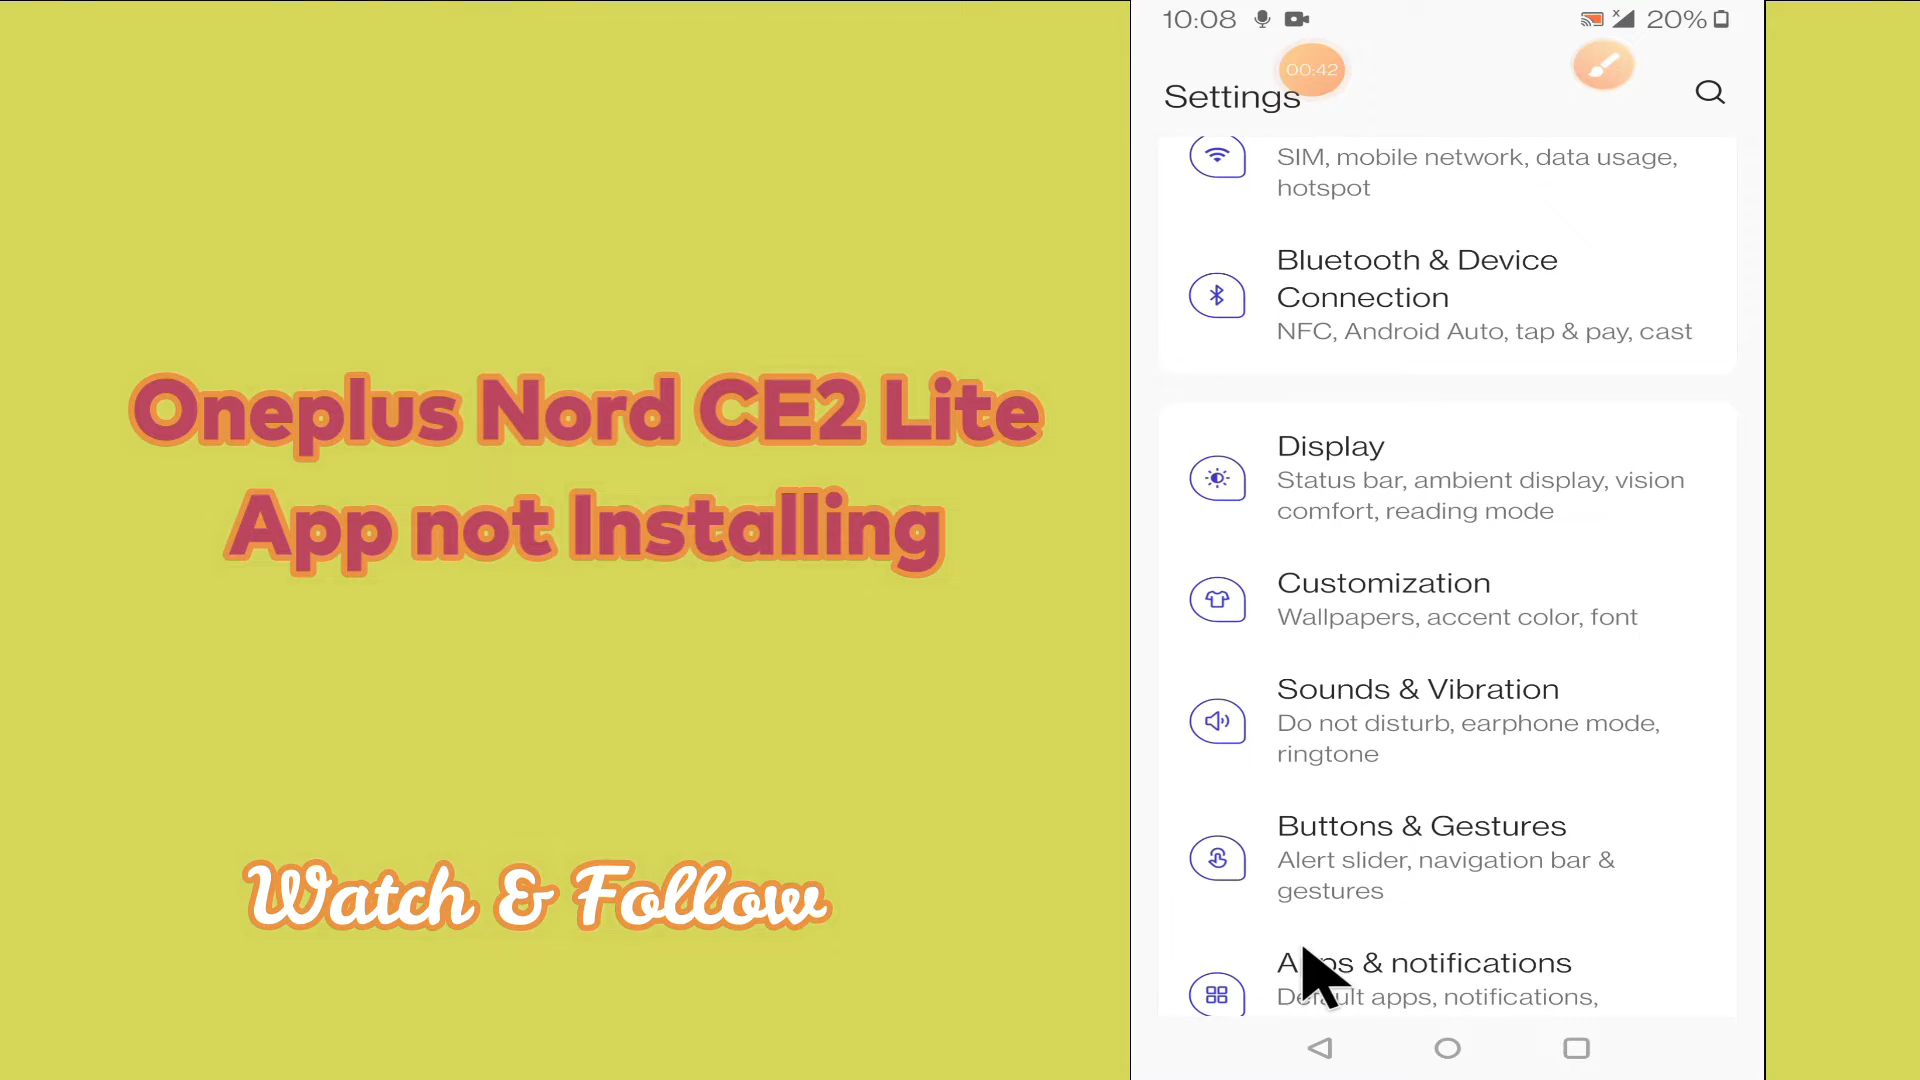 Oneplus Nord CE2 Lite
App not Installing
Watch & Follow
10:08
20%
00:42
Settings
SIM, mobile network, data usage,
hotspot
Bluetooth & Device
Connection
NFC, Android Auto, tap & pay, cast
Display
Status bar, ambient display, vision
comfort, reading mode
Customization
Wallpapers, accent color, font
Sounds & Vibration
Do not disturb, earphone mode,
ringtone
Buttons & Gestures
Alert slider, navigation bar &
gestures
Apps & notifications
Default apps, notifications,